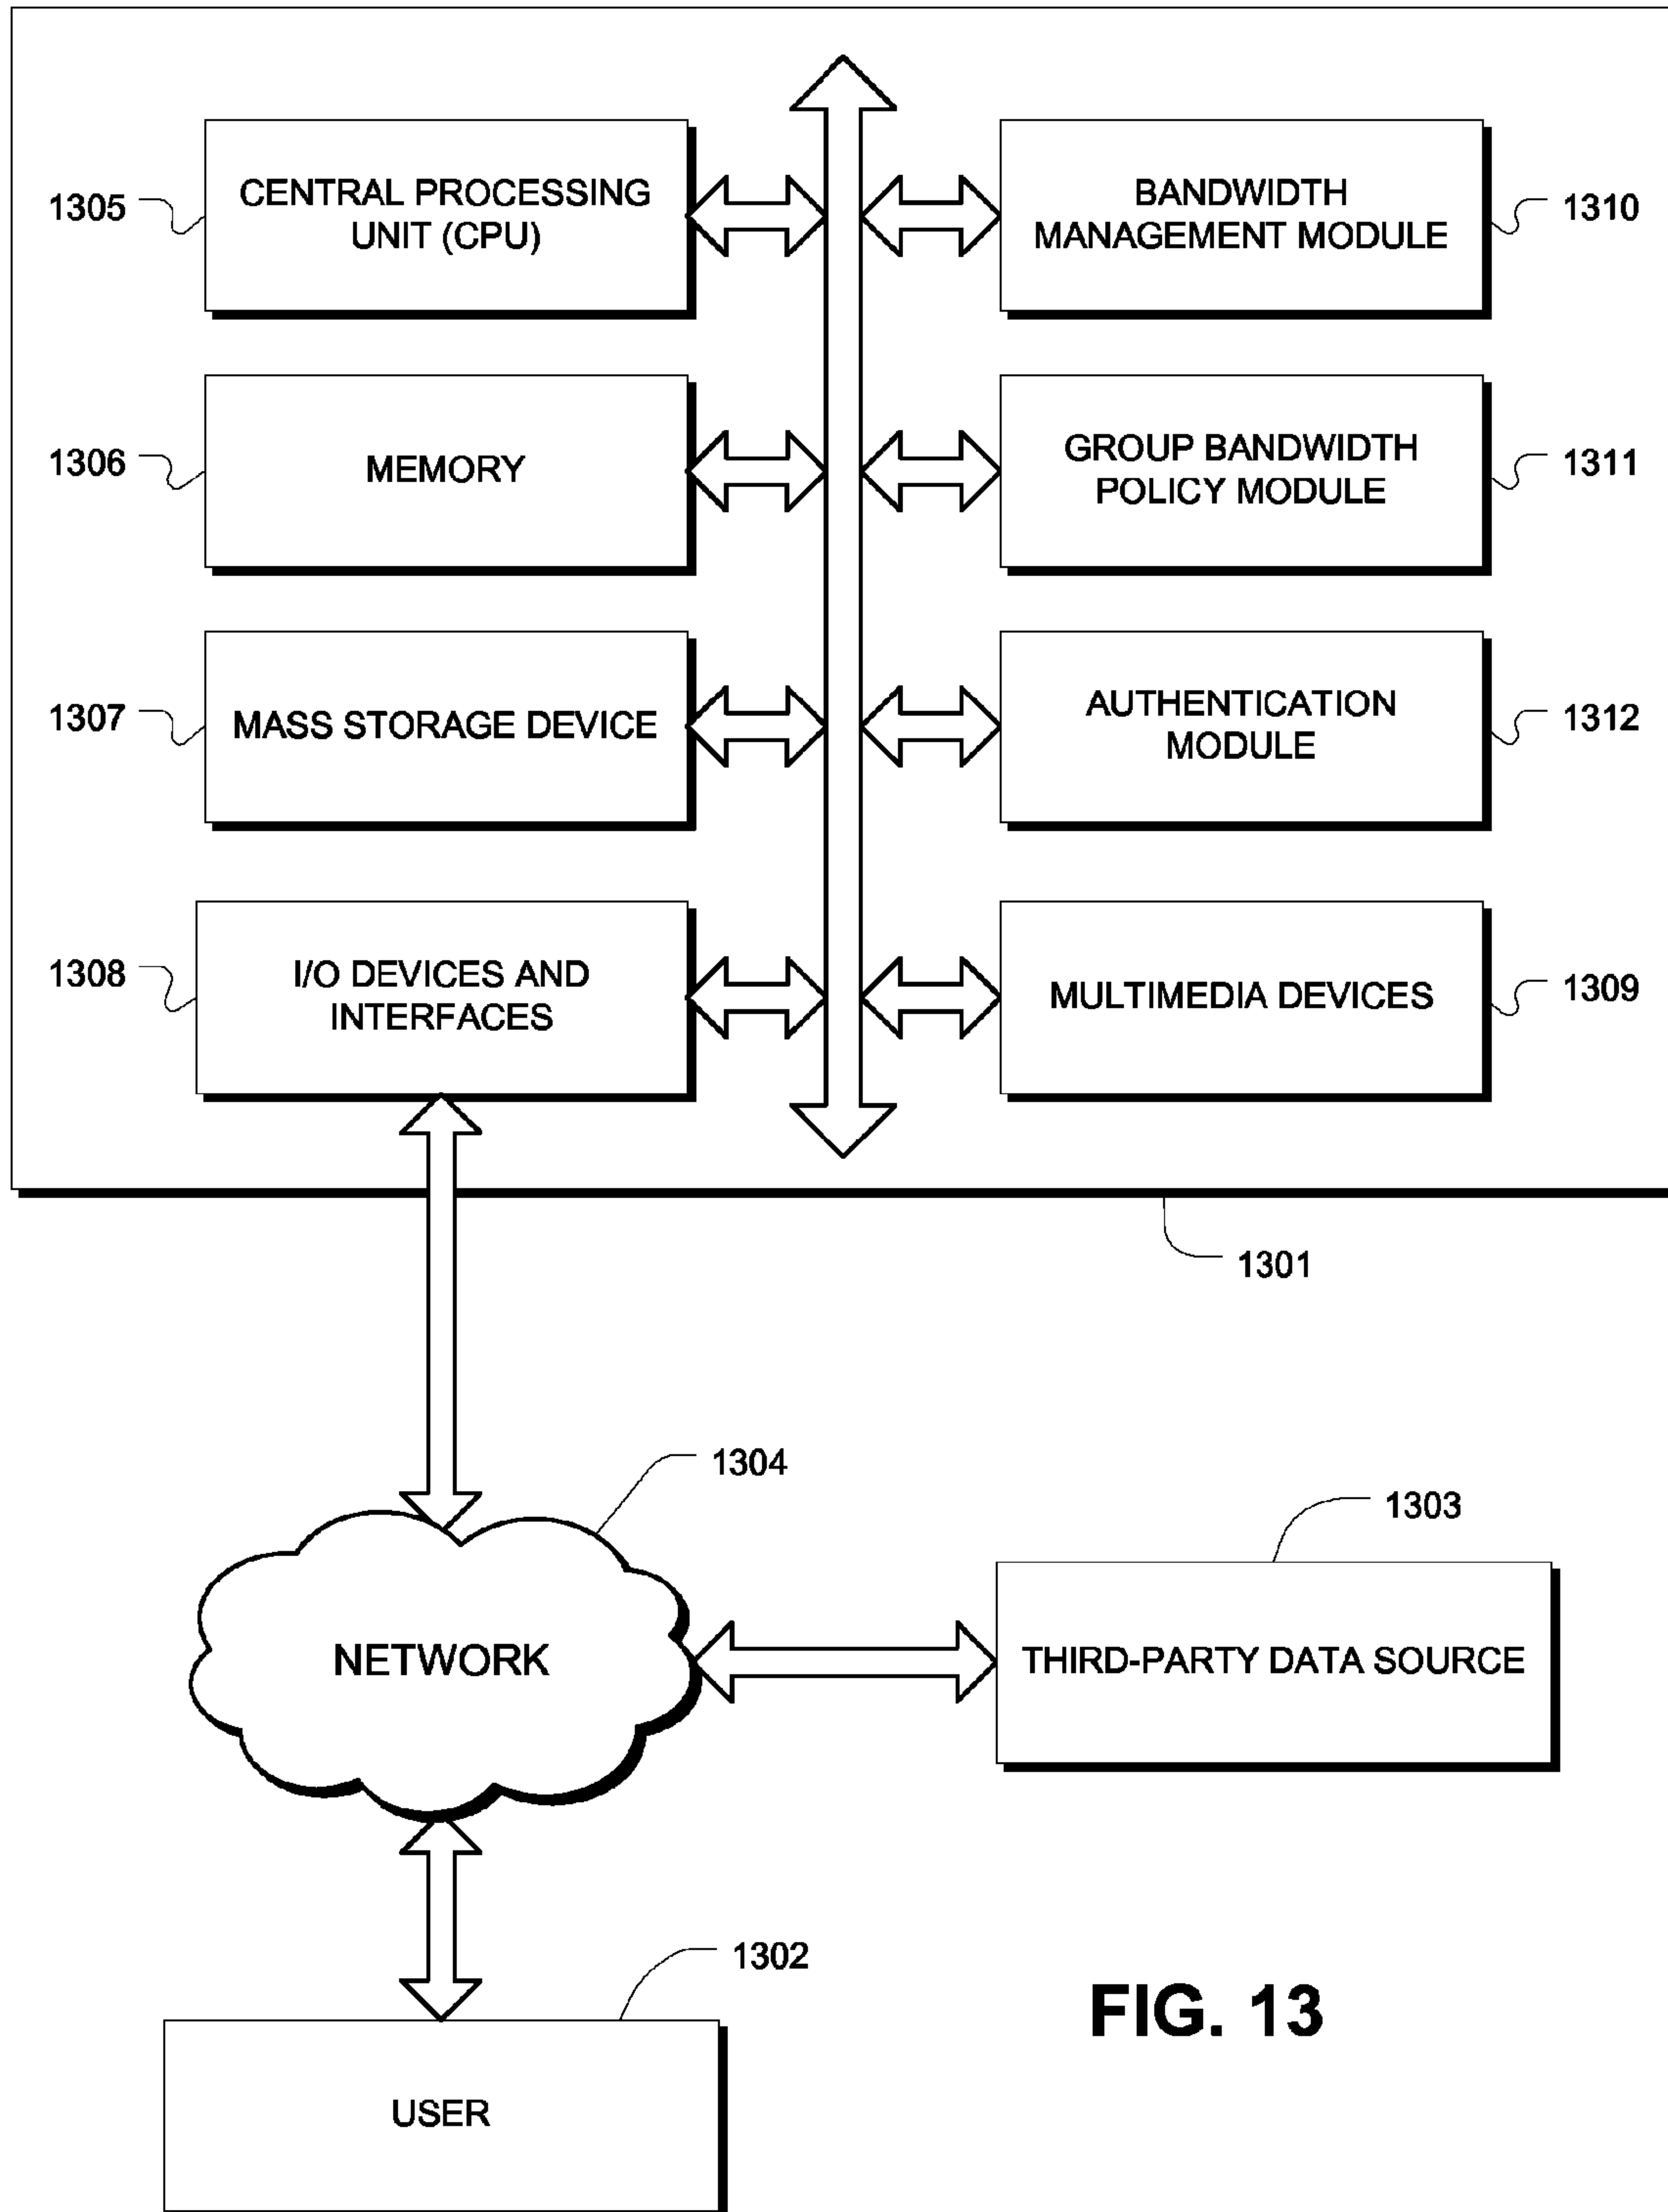 1305
CENTRAL PROCESSING
UNIT (CPU)
BANDWIDTH
MANAGEMENT MODULE
1310
1306
MEMORY
GROUP BANDWIDTH
POLICY MODULE
1311
1307
MASS STORAGE DEVICE
AUTHENTICATION
MODULE
1312
1308
I/O DEVICES AND
INTERFACES
MULTIMEDIA DEVICES
1309
1301
1304
1303
NETWORK
THIRD-PARTY DATA SOURCE
1302
USER
FIG. 13